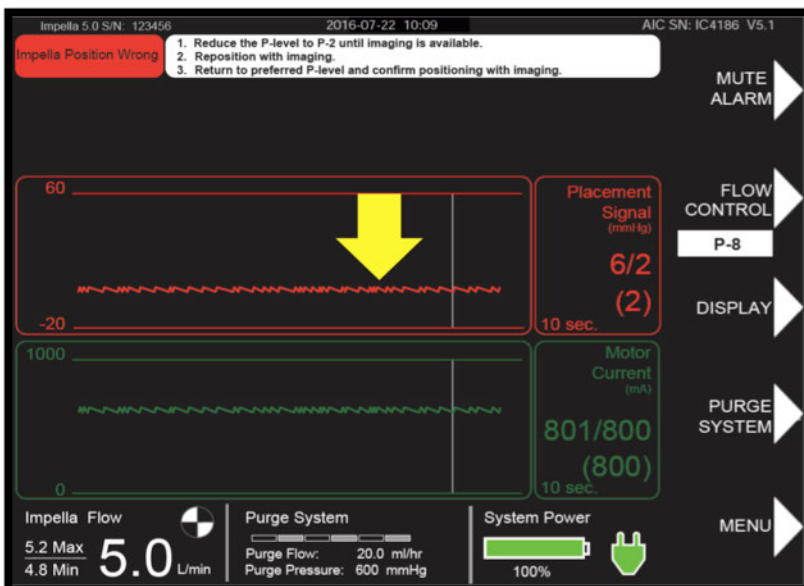 Impella 5.0 S/N: 123456
2016-07-22 10:09
AIC SN: IC4186 V5.1
Impella Position Wrong
1. Reduce the P-level to P-2 until imaging is available.
2. Reposition with imaging.
3. Return to preferred P-level and confirm positioning with imaging.
MUTE
ALARM
FLOW
CONTROL
P-8
DISPLAY
PURGE
SYSTEM
MENU
60
-20
Placement
Signal
(mmHg)
6/2
(2)
10 sec.
1000
0
Motor
Current
(mA)
801/800
(800)
10 sec.
Impella Flow
5.2 Max
4.8 Min
5.0 L/min
Purge System
Purge Flow: 20.0 ml/hr
Purge Pressure: 600 mmHg
System Power
100%